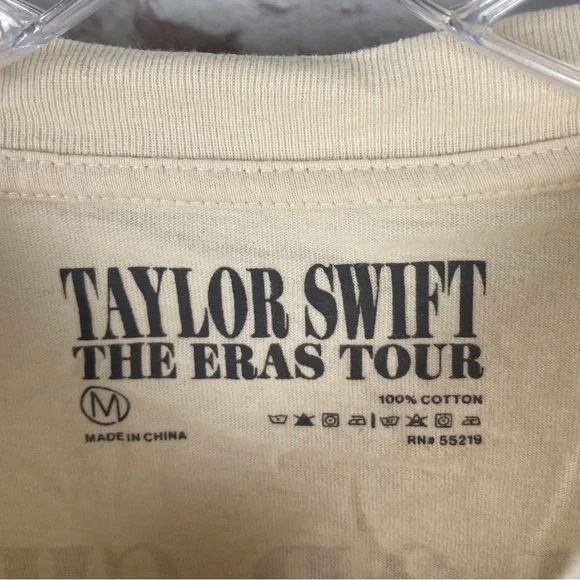 TAYLOR SWIFT
THE ERAS TOUR
M
100% COTTON
MADE IN CHINA
RN# 55219